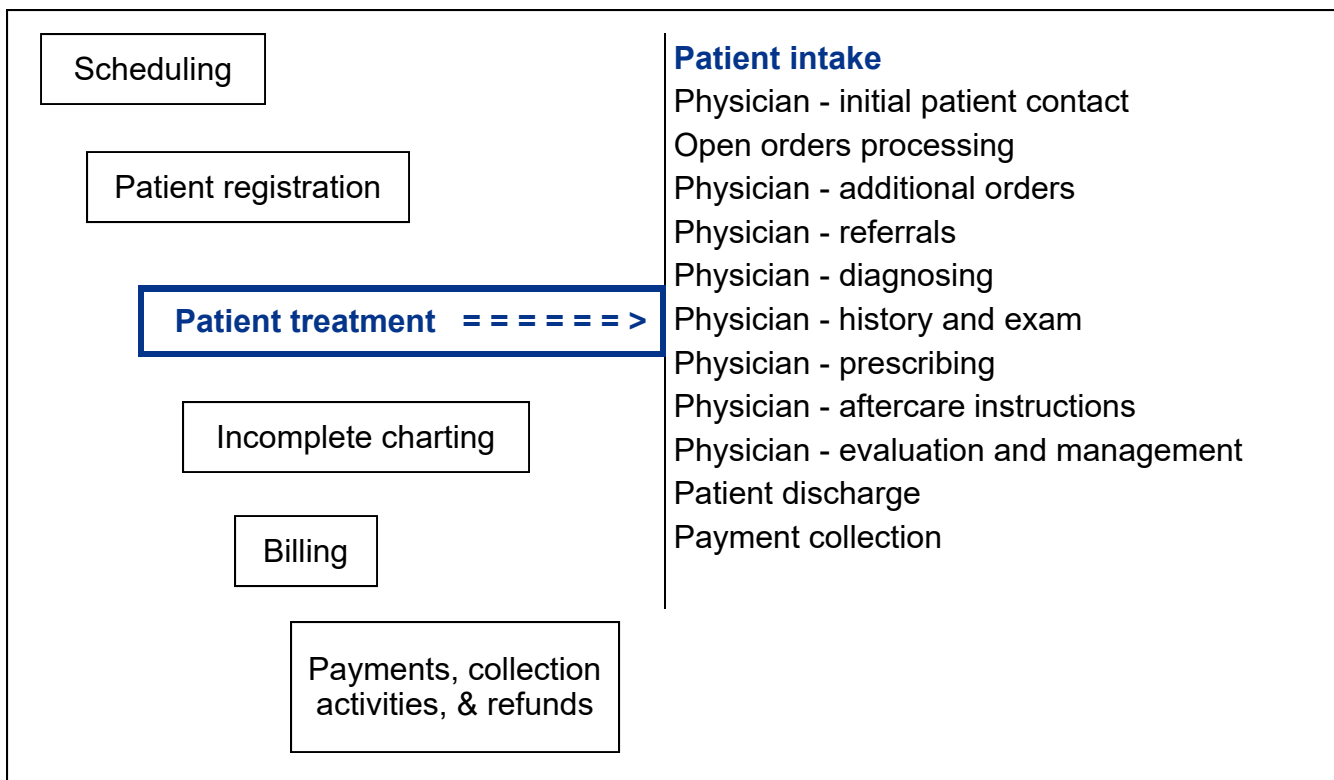 Scheduling
Patient registration
Patient treatment = = = = = = >
Incomplete charting
Billing
Payments, collection
activities, & refunds
Patient intake
Physician - initial patient contact
Open orders processing
Physician - additional orders
Physician - referrals
Physician - diagnosing
Physician - history and exam
Physician - prescribing
Physician - aftercare instructions
Physician - evaluation and management
Patient discharge
Payment collection